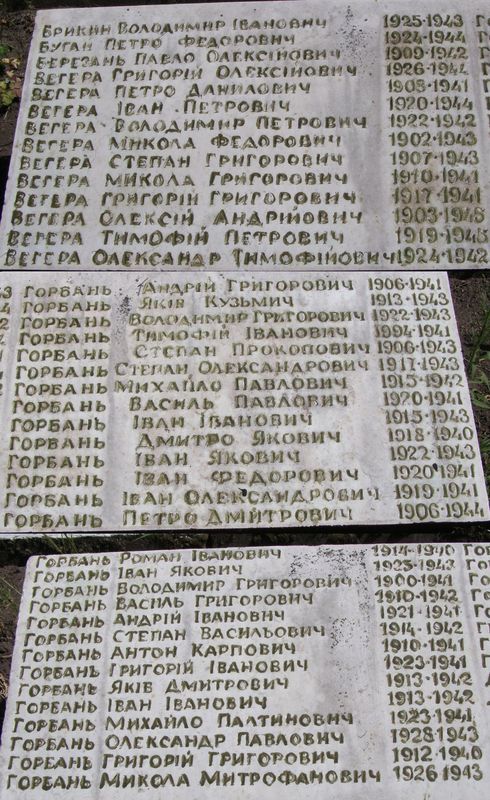 БРИКИН ВОЛОДИМИР ІВАНОВИЧ 1925-1943
БУГАН ПЕТРО ФЕДОРОВИЧ 1924-1944
БЕРЕЗАНЬ ПАВЛО ОЛЕКСІЙОВИЧ 1909-1942
ВЕГЕРА ГРИГОРІЙ ОЛЕКСІЙОВИЧ 1926-1944
ВЕГЕРА ПЕТРО ДАНИЛОВИЧ 1903-1941
ВЕГЕРА ІВАН ПЕТРОВИЧ 1920-1944
ВЕГЕРА ВОЛОДИМИР ПЕТРОВИЧ 1922-1942
ВЕГЕРА МИКОЛА ФЕДОРОВИЧ 1902-1943
ВЕГЕРА СТЕПАН ГРИГОРОВИЧ 1907-1943
ВЕГЕРА МИКОЛА ГРИГОРОВИЧ 1910-1941
ВЕГЕРА ГРИГОРІЙ ГРИГОРОВИЧ 1917-1941
ВЕГЕРА ОЛЕКСІЙ АНДРІЙОВИЧ 1903-1945
ВЕГЕРА ТИМОФІЙ ПЕТРОВИЧ 1919-1945
ВЕГЕРА ОЛЕКСАНДР ТИМОФІЙОВИЧ 1924-1942
ГОРБАНЬ АНДРІЙ ГРИГОРОВИЧ 1906-1941
ГОРБАНЬ ЯКІВ КУЗЬМИЧ 1913-1943
ГОРБАНЬ ВОЛОДИМИР ГРИГОРОВИЧ 1922-1943
ГОРБАНЬ ТИМОФІЙ ІВАНОВИЧ 1994-1941
ГОРБАНЬ СТЕПАН ПРОКОПОВИЧ 1906-1943
ГОРБАНЬ СТЕПАН ОЛЕКСАНДРОВИЧ 1917-1943
ГОРБАНЬ МИХАЙЛО ПАВЛОВИЧ 1915-1942
ГОРБАНЬ ВАСИЛЬ ПАВЛОВИЧ 1920-1941
ГОРБАНЬ ІВАН ІВАНОВИЧ 1915-1943
ГОРБАНЬ ДМИТРО ЯКОВИЧ 1918-1940
ГОРБАНЬ ІВАН ЯКОВИЧ 1922-1943
ГОРБАНЬ ІВАН ФЕДОРОВИЧ 1920-1941
ГОРБАНЬ ІВАН ОЛЕКСАНДРОВИЧ 1919-1941
ГОРБАНЬ ПЕТРО ДМИТРОВИЧ 1906-1944
ГОРБАНЬ РОМАН ІВАНОВИЧ 1914-1940
ГОРБАНЬ ІВАН ЯКОВИЧ 1925-1943
ГОРБАНЬ ВОЛОДИМИР ГРИГОРОВИЧ 1900-1941
ГОРБАНЬ ВАСИЛЬ ГРИГОРОВИЧ 1910-1942
ГОРБАНЬ АНДРІЙ ІВАНОВИЧ 1921-1941
ГОРБАНЬ СТЕПАН ВАСИЛЬОВИЧ 1914-1942
ГОРБАНЬ АНТОН КАРПОВИЧ 1910-1941
ГОРБАНЬ ГРИГОРІЙ ІВАНОВИЧ 1923-1941
ГОРБАНЬ ЯКІВ ДМИТРОВИЧ 1913-1942
ГОРБАНЬ ІВАН ІВАНОВИЧ 1913-1942
ГОРБАНЬ МИХАЙЛО ПАЛТИНОВИЧ 1923-1941
ГОРБАНЬ ОЛЕКСАНДР ПАВЛОВИЧ 1928-1943
ГОРБАНЬ ГРИГОРІЙ ГРИГОРОВИЧ 1912-1940
ГОРБАНЬ МИКОЛА МИТРОФАНОВИЧ 1926-1943